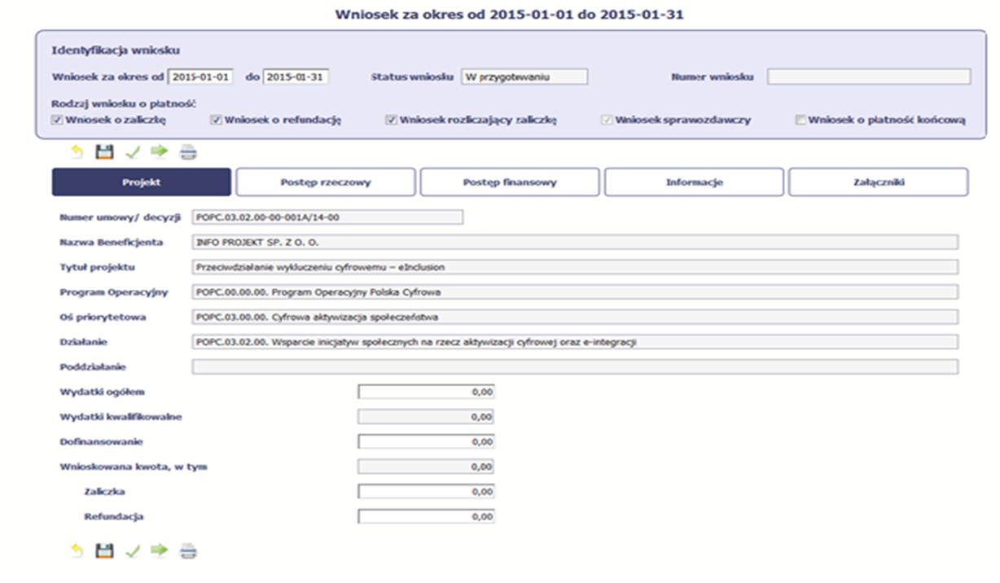 Wniosek za okres od 2015-01-01 do 2015-01-31
Identyfikacja wniosku
Wniosek za okres od 2015-01-01 do 2015-01-31 Status wniosku W przygotowaniu Numer wniosku
Rodzaj wniosku o płatność
Wniosek o zaliczkę Wniosek o refundację Wniosek rozliczający zaliczkę Wniosek sprawozdawczy Wniosek o płatność końcową
Projekt Postęp rzeczowy Postęp finansowy Informacje Załączniki
Numer umowy/ decyzji POPC.03.02.00-00-001A/14-00
Nazwa Beneficjenta INFO PROJEKT SP. Z O. O.
Tytuł projektu Przeciwdziałanie wykluczeniu cyfrowemu – eInclusion
Program Operacyjny POPC.00.00.00. Program Operacyjny Polska Cyfrowa
Oś priorytetowa POPC.03.00.00. Cyfrowa aktywizacja społeczeństwa
Działanie POPC.03.02.00. Wsparcie inicjatyw społecznych na rzecz aktywizacji cyfrowej oraz e-integracji
Poddziałanie
Wydatki ogółem 0,00
Wydatki kwalifikowalne 0,00
Dofinansowanie 0,00
Wnioskowana kwota, w tym 0,00
Zaliczka 0,00
Refundacja 0,00